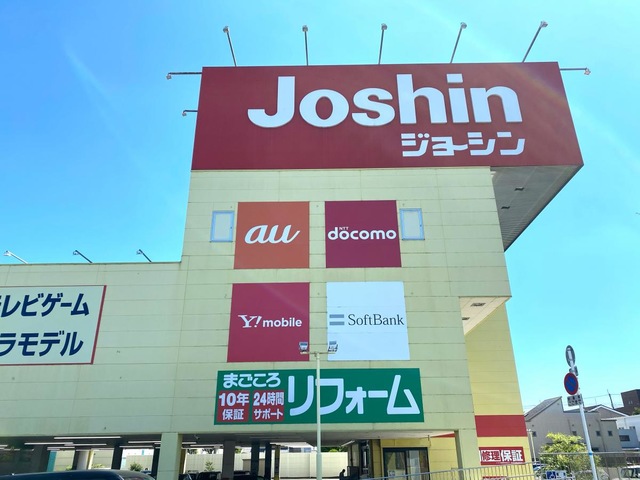 Joshin
ジョーシン
au
NTT
döcomo
Y!mobile
SoftBank
レビゲーム
ラモデル
まごころ
10年
保証
24時間
サポート
リフォーム
修理保証